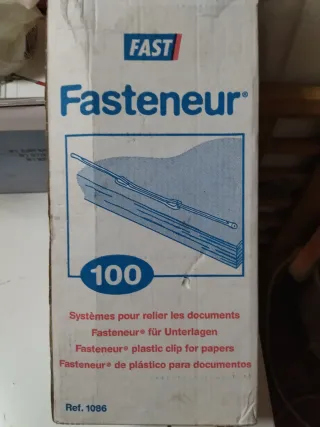 FAST
Fasteneur®
100
Systèmes pour relier les documents
Fasteneur® für Unterlagen
Fasteneur® plastic clip for papers
Fasteneur® de plástico para documentos
Ref. 1086